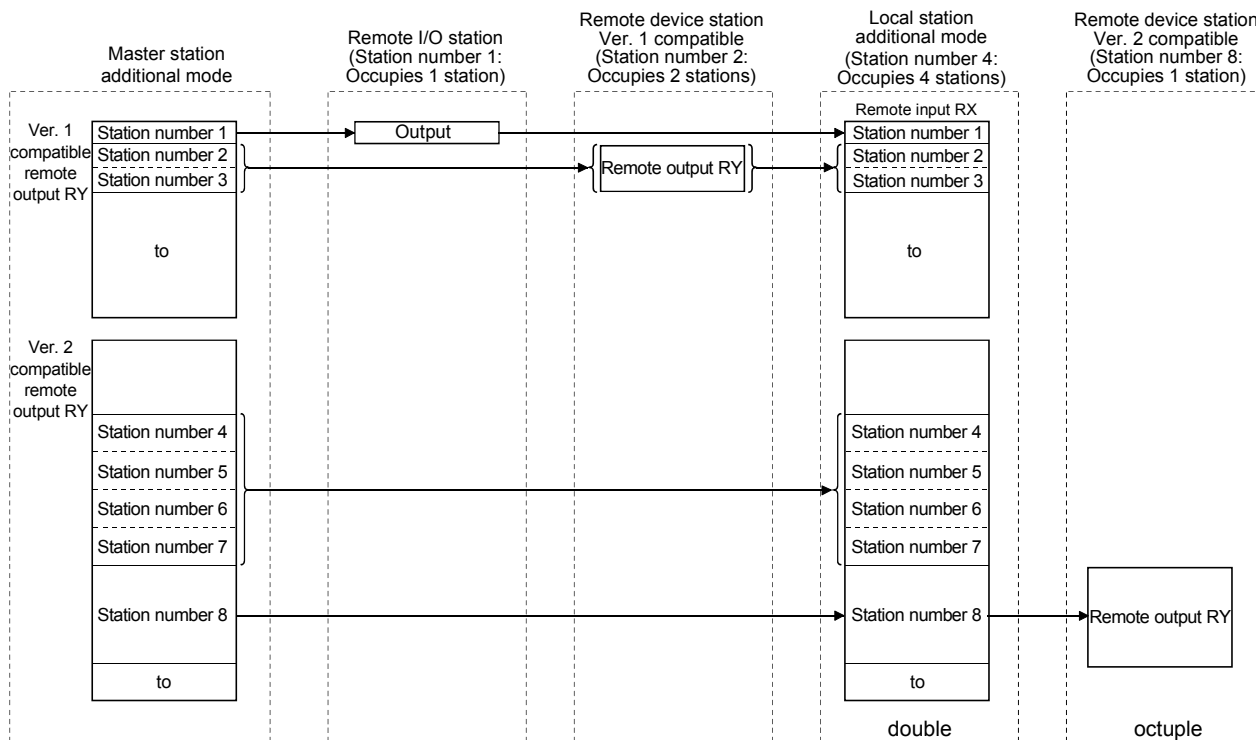 Master station
additional mode
Remote I/O station
(Station number 1:
Occupies 1 station)
Remote device station
Ver. 1 compatible
(Station number 2:
Occupies 2 stations)
Local station
additional mode
(Station number 4:
Occupies 4 stations)
Remote device station
Ver. 2 compatible
(Station number 8:
Occupies 1 station)
Ver. 1
compatible
remote
output RY
Station number 1
Station number 2
Station number 3
to
Output
Remote output RY
Remote input RX
Station number 1
Station number 2
Station number 3
to
Ver. 2
compatible
remote
output RY
Station number 4
Station number 5
Station number 6
Station number 7
Station number 8
to
Station number 4
Station number 5
Station number 6
Station number 7
Station number 8
to
Remote output RY
double
octuple